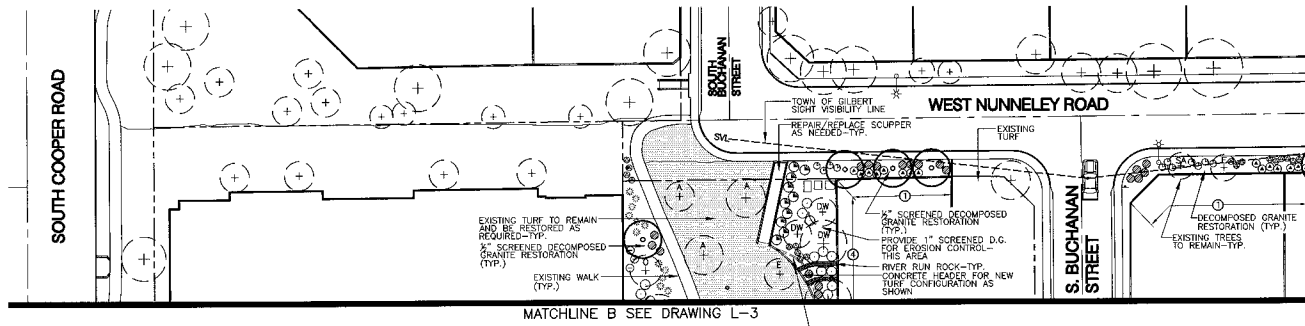 SOUTH COOPER ROAD
SOUTH
BUCHANAN
STREET
TOWN OF GILBERT
SIGHT VISIBILITY LINE
REPAIR/REPLACE SCUPPER
AS NEEDED-TYP.
SVL
WEST NUNNELEY ROAD
EXISTING
TURF
SA
A
A
A
E
DW
DW
DW
1
1
4
EXISTING TURF TO REMAIN
AND BE RESTORED AS
REQUIRED-TYP.
½" SCREENED DECOMPOSED
GRANITE RESTORATION
(TYP.)
EXISTING WALK
(TYP.)
½" SCREENED DECOMPOSED
GRANITE RESTORATION
(TYP.)
PROVIDE 1" SCREENED D.G.
FOR EROSION CONTROL-
THIS AREA
RIVER RUN ROCK-TYP.
CONCRETE HEADER FOR NEW
TURF CONFIGURATION AS
SHOWN
S. BUCHANAN
STREET
DECOMPOSED GRANITE
RESTORATION (TYP.)
EXISTING TREES
TO REMAIN-TYP.
MATCHLINE B SEE DRAWING L-3